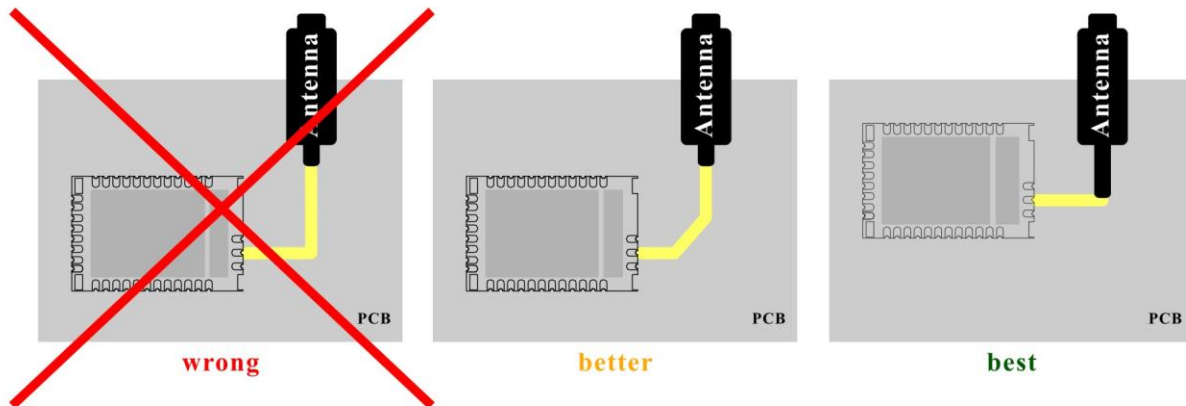 Antenna
Antenna
Antenna
PCB
PCB
PCB
wrong
better
best